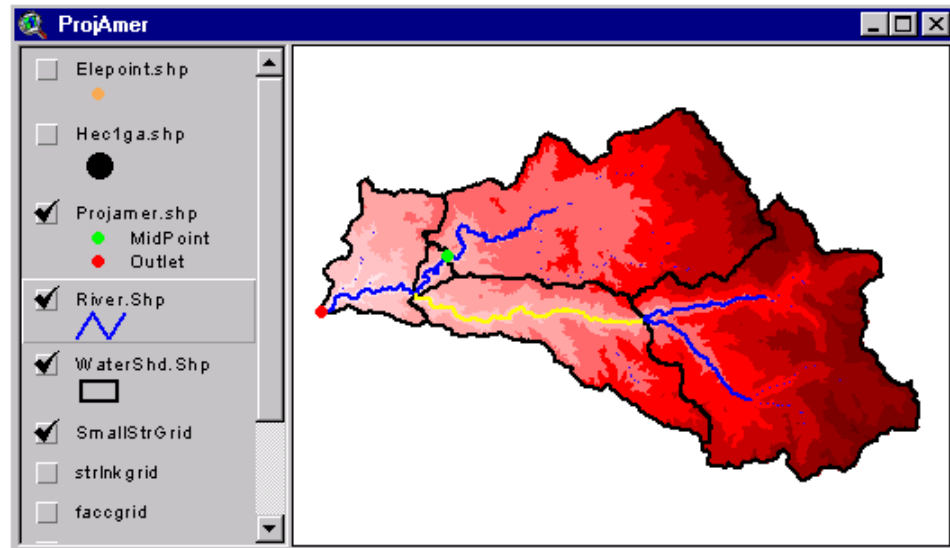 ProjAmer
Elepoint.shp
Hec1ga.shp
Projamer.shp
MidPoint
Outlet
River.Shp
WaterShd.Shp
SmallStrGrid
strlnkgrid
faccgrid